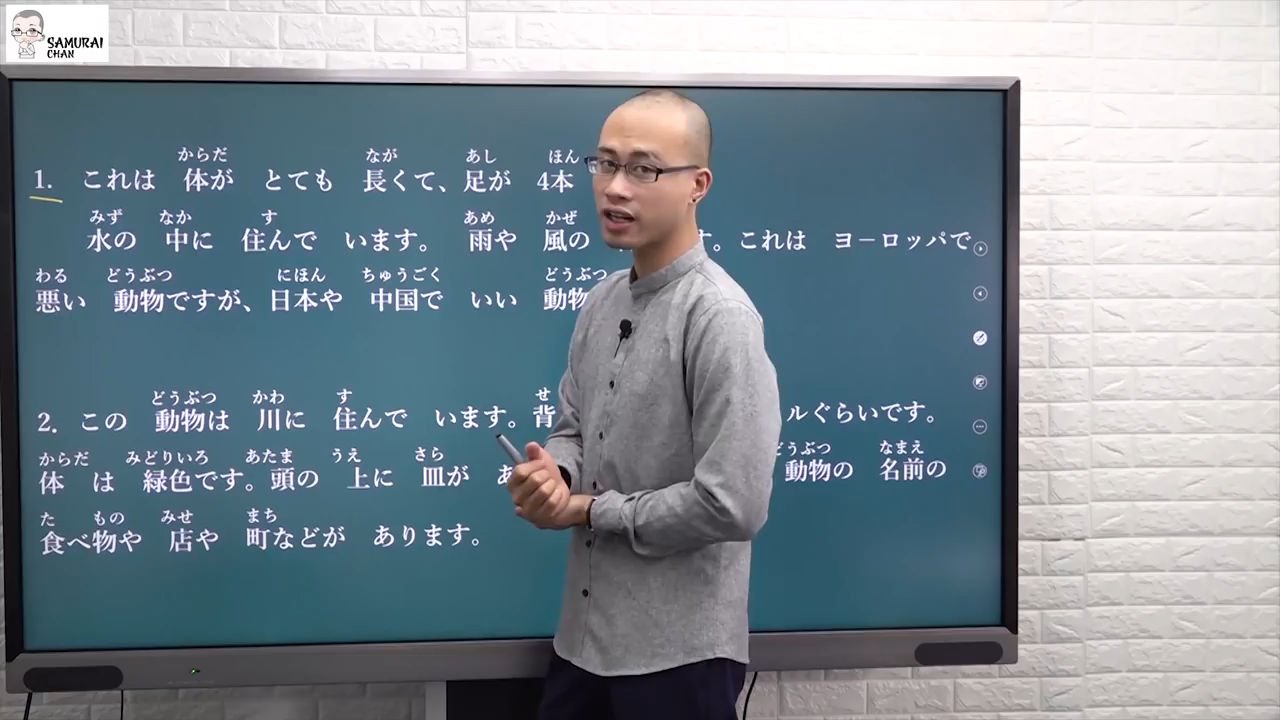 SAMURAI
CHAN
からだ なが あし ほん
1. これは 体が とても 長くて、足が 4本
みず なか す あめ かぜ
水の 中に 住んで います。 雨や 風の す。これは ヨーロッパで
わる どうぶつ にほん ちゅうごく どうぶつ
悪い 動物ですが、日本や 中国で いい 動物
どうぶつ かわ す せ
2. この 動物は 川に 住んで います。背 ルぐらいです。
からだ みどりいろ あたま うえ さら どうぶつ なまえ
体 は 緑色です。頭の 上に 皿が あ 動物の 名前の
た もの みせ まち
食べ物や 店や 町などが あります。